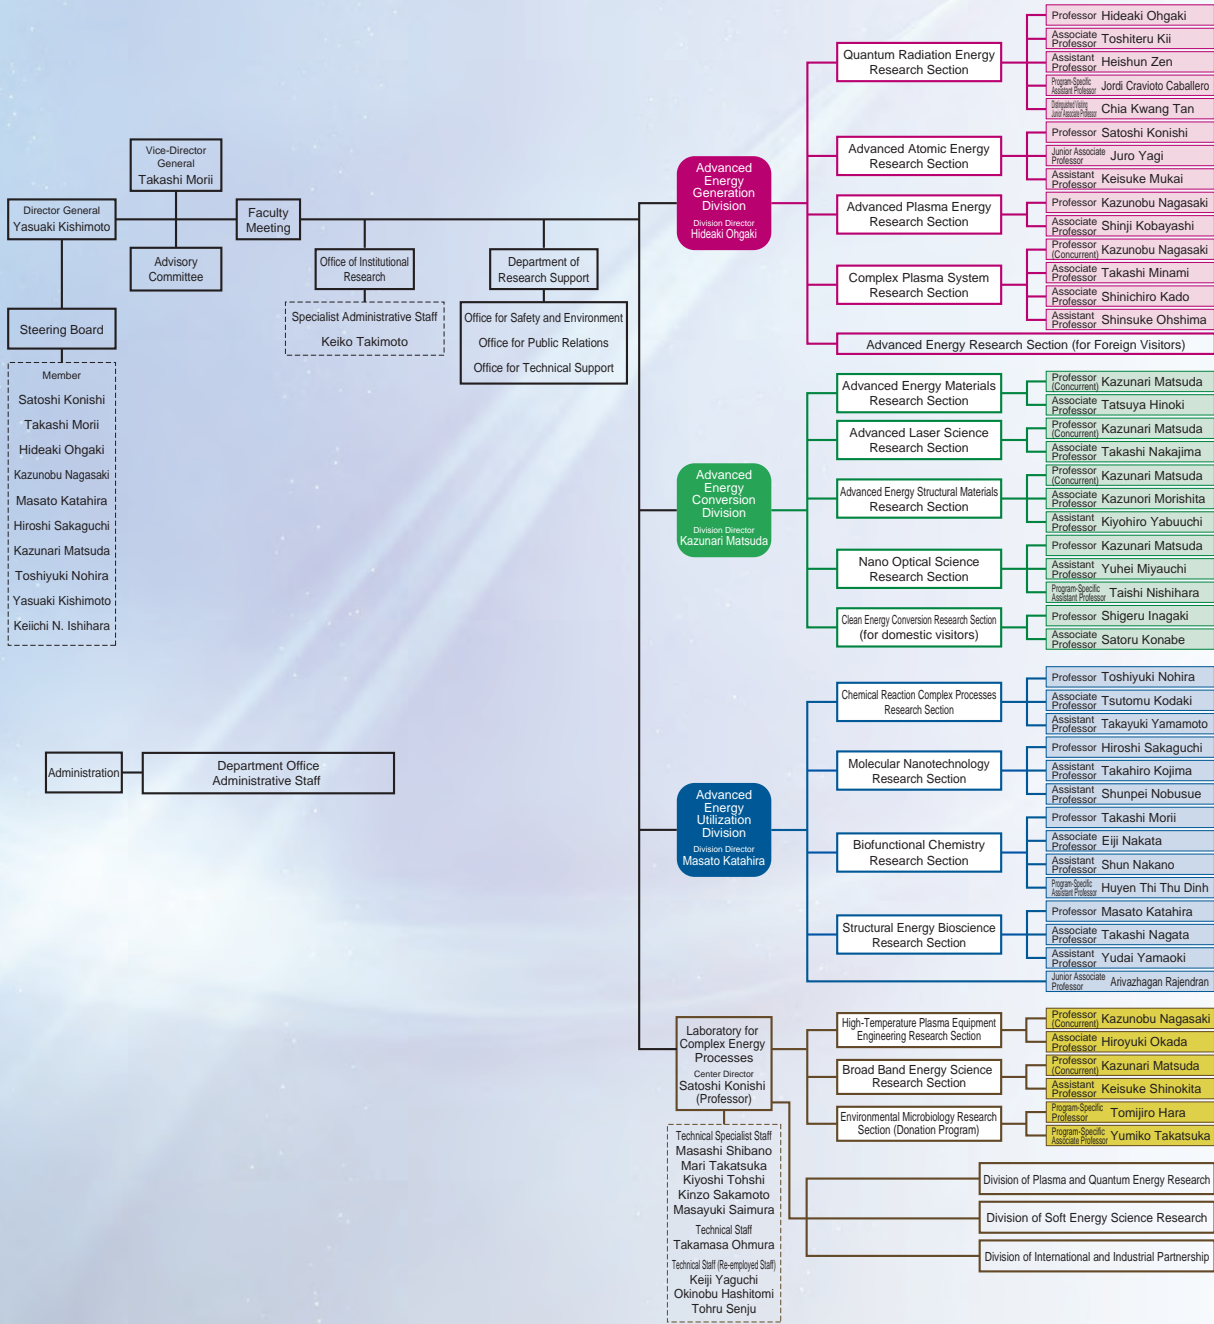 Vice-Director
General
Takashi Morii
Director General
Yasuaki Kishimoto
Faculty
Meeting
Advisory
Committee
Office of Institutional
Research
Specialist Administrative Staff
Keiko Takimoto
Department of
Research Support
Office for Safety and Environment
Office for Public Relations
Office for Technical Support
Steering Board
Member
Satoshi Konishi
Takashi Morii
Hideaki Ohgaki
Kazunobu Nagasaki
Masato Katahira
Hiroshi Sakaguchi
Kazunari Matsuda
Toshiyuki Nohira
Yasuaki Kishimoto
Keiichi N. Ishihara
Administration
Department Office
Administrative Staff
Advanced
Energy
Generation
Division
Division Director
Hideaki Ohgaki
Quantum Radiation Energy
Research Section
Professor Hideaki Ohgaki
Associate
Professor Toshiteru Kii
Assistant
Professor Heishun Zen
Program-Specific
Assistant Professor Jordi Cravioto Caballero
Distinguished Visiting
Junior Associate Professor Chia Kwang Tan
Advanced Atomic Energy
Research Section
Professor Satoshi Konishi
Junior Associate
Professor Juro Yagi
Assistant
Professor Keisuke Mukai
Advanced Plasma Energy
Research Section
Professor Kazunobu Nagasaki
Associate
Professor Shinji Kobayashi
Complex Plasma System
Research Section
Professor
(Concurrent) Kazunobu Nagasaki
Associate
Professor Takashi Minami
Associate
Professor Shinichiro Kado
Assistant
Professor Shinsuke Ohshima
Advanced Energy Research Section (for Foreign Visitors)
Advanced
Energy
Conversion
Division
Division Director
Kazunari Matsuda
Advanced Energy Materials
Research Section
Professor
(Concurrent) Kazunari Matsuda
Associate
Professor Tatsuya Hinoki
Advanced Laser Science
Research Section
Professor
(Concurrent) Kazunari Matsuda
Associate
Professor Takashi Nakajima
Advanced Energy Structural Materials
Research Section
Professor
(Concurrent) Kazunari Matsuda
Associate
Professor Kazunori Morishita
Assistant
Professor Kiyohiro Yabuuchi
Nano Optical Science
Research Section
Professor Kazunari Matsuda
Assistant
Professor Yuhei Miyauchi
Program-Specific
Assistant Professor Taishi Nishihara
Clean Energy Conversion Research Section
(for domestic visitors)
Professor Shigeru Inagaki
Associate
Professor Satoru Konabe
Advanced
Energy
Utilization
Division
Division Director
Masato Katahira
Chemical Reaction Complex Processes
Research Section
Professor Toshiyuki Nohira
Associate
Professor Tsutomu Kodaki
Assistant
Professor Takayuki Yamamoto
Molecular Nanotechnology
Research Section
Professor Hiroshi Sakaguchi
Assistant
Professor Takahiro Kojima
Assistant
Professor Shunpei Nobusue
Biofunctional Chemistry
Research Section
Professor Takashi Morii
Associate
Professor Eiji Nakata
Assistant
Professor Shun Nakano
Program-Specific
Assistant Professor Huyen Thi Thu Dinh
Structural Energy Bioscience
Research Section
Professor Masato Katahira
Associate
Professor Takashi Nagata
Assistant
Professor Yudai Yamaoki
Junior Associate
Professor Arivazhagan Rajendran
Laboratory for
Complex Energy
Processes
Center Director
Satoshi Konishi
(Professor)
High-Temperature Plasma Equipment
Engineering Research Section
Professor
(Concurrent) Kazunobu Nagasaki
Associate
Professor Hiroyuki Okada
Broad Band Energy Science
Research Section
Professor
(Concurrent) Kazunari Matsuda
Assistant
Professor Keisuke Shinokita
Environmental Microbiology Research
Section (Donation Program)
Program-Specific
Professor Tomijiro Hara
Program-Specific
Associate Professor Yumiko Takatsuka
Technical Specialist Staff
Masashi Shibano
Mari Takatsuka
Kiyoshi Tohshi
Kinzo Sakamoto
Masayuki Saimura
Technical Staff
Takamasa Ohmura
Technical Staff (Re-employed Staff)
Keiji Yaguchi
Okinobu Hashitomi
Tohru Senju
Division of Plasma and Quantum Energy Research
Division of Soft Energy Science Research
Division of International and Industrial Partnership